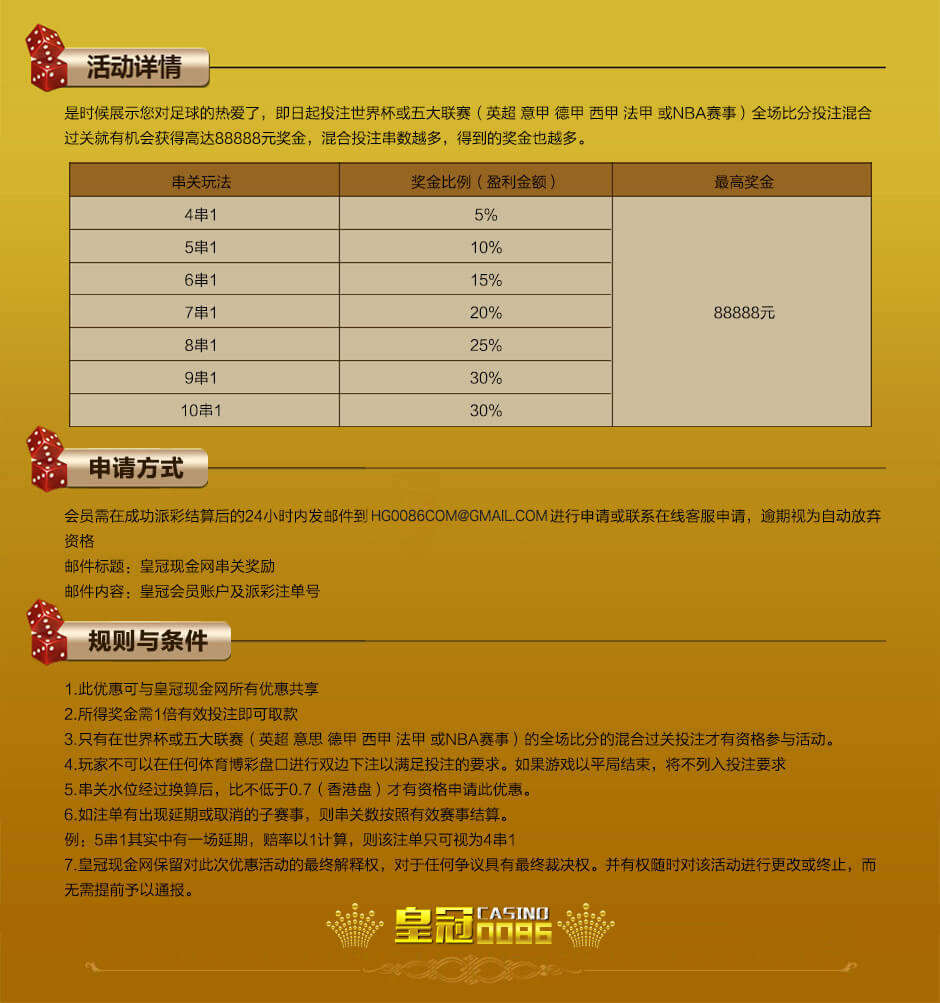 活动详情
是时候展示您对足球的热爱了，即日起投注世界杯或五大联赛（英超 意甲 德甲 西甲 法甲 或NBA赛事）全场比分投注混合
过关就有机会获得高达88888元奖金，混合投注串数越多，得到的奖金也越多。
串关玩法 奖金比例（盈利金额） 最高奖金
4串1 5%
5串1 10%
6串1 15%
7串1 20% 88888元
8串1 25%
9串1 30%
10串1 30%
申请方式
会员需在成功派彩结算后的24小时内发邮件到HG0086COM@GMAIL.COM进行申请或联系在线客服申请，逾期视为自动放弃
资格
邮件标题：皇冠现金网串关奖励
邮件内容：皇冠会员账户及派彩注单号
规则与条件
1.此优惠可与皇冠现金网所有优惠共享
2.所得奖金需1倍有效投注即可取款
3.只有在世界杯或五大联赛（英超 意思 德甲 西甲 法甲 或NBA赛事）的全场比分的混合过关投注才有资格参与活动。
4.玩家不可以在任何体育博彩盘口进行双边下注以满足投注的要求。如果游戏以平局结束，将不列入投注要求
5.串关水位经过换算后，比不低于0.7（香港盘）才有资格申请此优惠。
6.如注单有出现延期或取消的子赛事，则串关数按照有效赛事结算。
例：5串1其实中有一场延期，赔率以1计算，则该注单只可视为4串1
7.皇冠现金网保留对此次优惠活动的最终解释权，对于任何争议具有最终裁决权。并有权随时对该活动进行更改或终止，而
无需提前予以通报。
皇冠 CASINO 0086